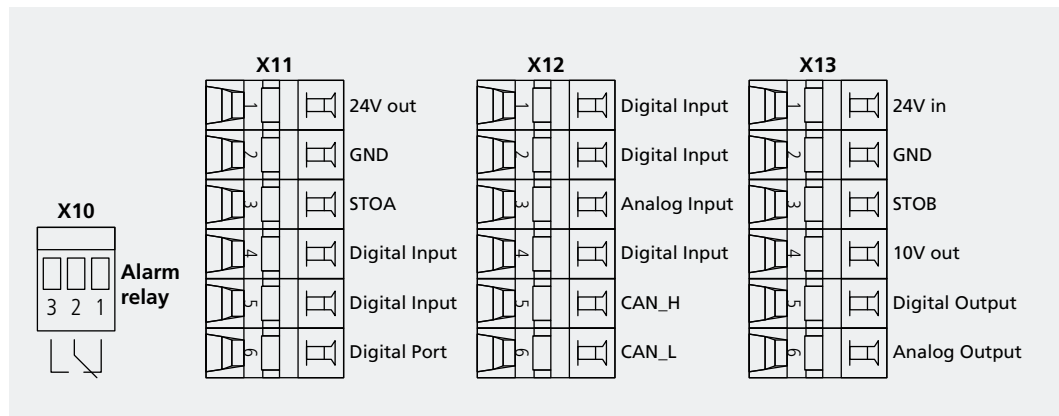 X10
3 2 1
Alarm
relay
X11
1 24V out
2 GND
3 STOA
4 Digital Input
5 Digital Input
6 Digital Port
X12
1 Digital Input
2 Digital Input
3 Analog Input
4 Digital Input
5 CAN_H
6 CAN_L
X13
1 24V in
2 GND
3 STOB
4 10V out
5 Digital Output
6 Analog Output